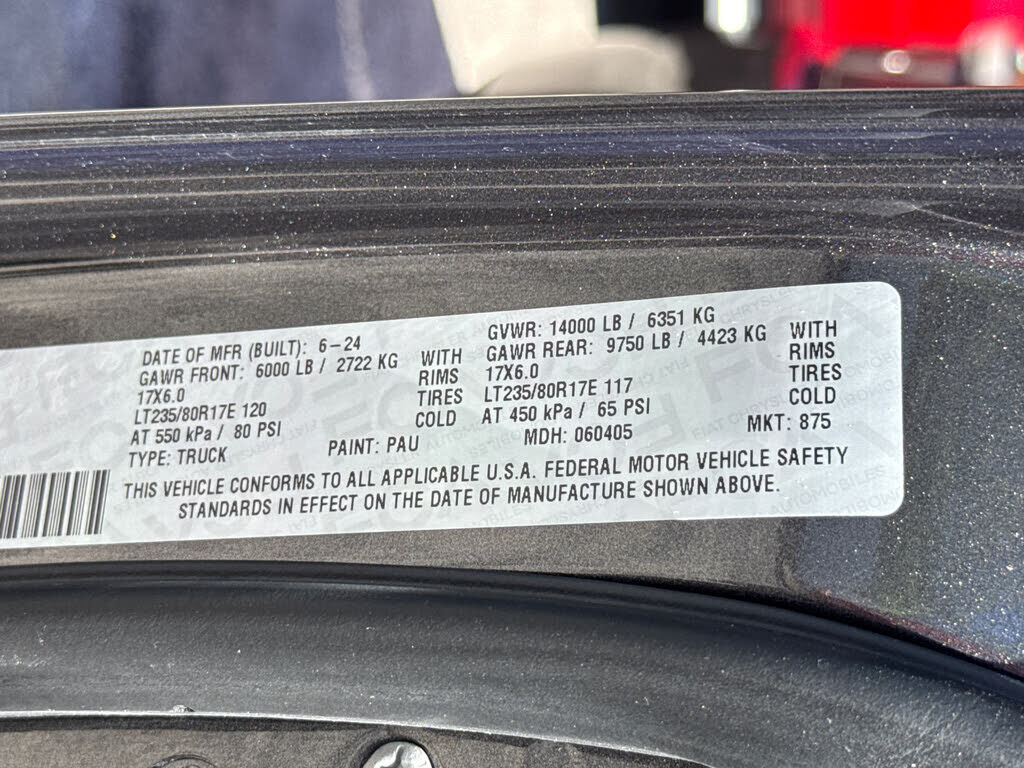 DATE OF MFR (BUILT): 6-24
GAWR FRONT: 6000 LB / 2722 KG WITH
17X6.0 RIMS
LT235/80R17E 120 TIRES
AT 550 kPa / 80 PSI COLD
GVWR: 14000 LB / 6351 KG
GAWR REAR: 9750 LB / 4423 KG WITH
17X6.0 RIMS
LT235/80R17E 117 TIRES
AT 450 kPa / 65 PSI COLD
TYPE: TRUCK PAINT: PAU MDH: 060405 MKT: 875
THIS VEHICLE CONFORMS TO ALL APPLICABLE U.S.A. FEDERAL MOTOR VEHICLE SAFETY
STANDARDS IN EFFECT ON THE DATE OF MANUFACTURE SHOWN ABOVE.